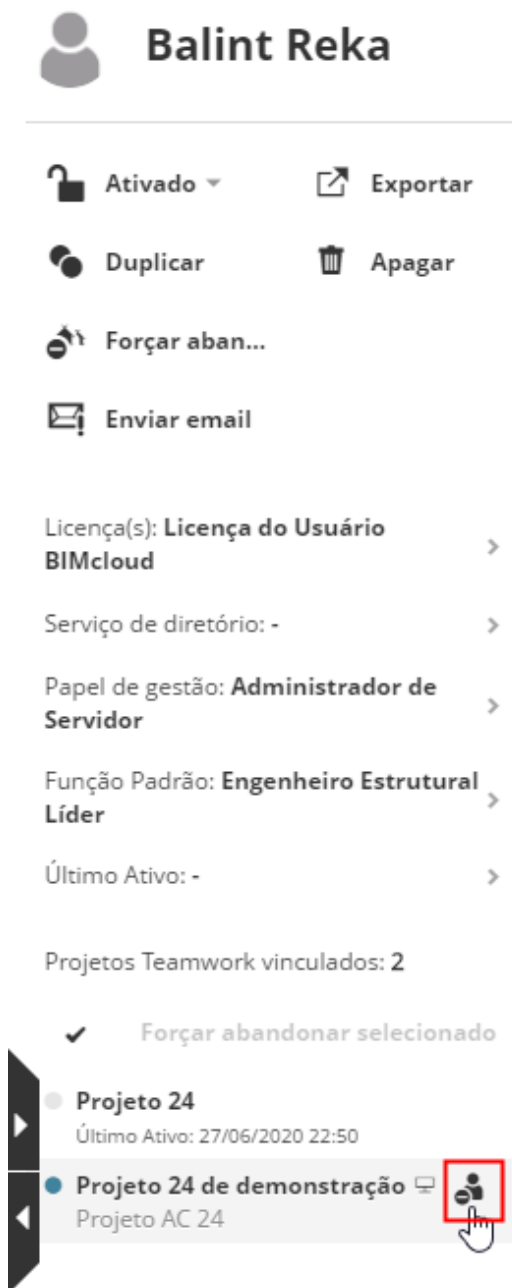 Balint Reka
Ativado
Exportar
Duplicar
Apagar
Forçar aban...
Enviar email
Licença(s): Licença do Usuário
BIMcloud
Serviço de diretório: -
Papel de gestão: Administrador de
Servidor
Função Padrão: Engenheiro Estrutural
Líder
Último Ativo: -
Projetos Teamwork vinculados: 2
Forçar abandonar selecionado
Projeto 24
Último Ativo: 27/06/2020 22:50
Projeto 24 de demonstração
Projeto AC 24